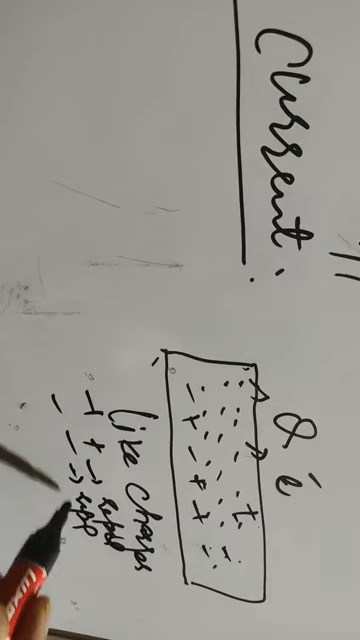 Current.
Q e
Like charges
+ + → repel
- - → repel